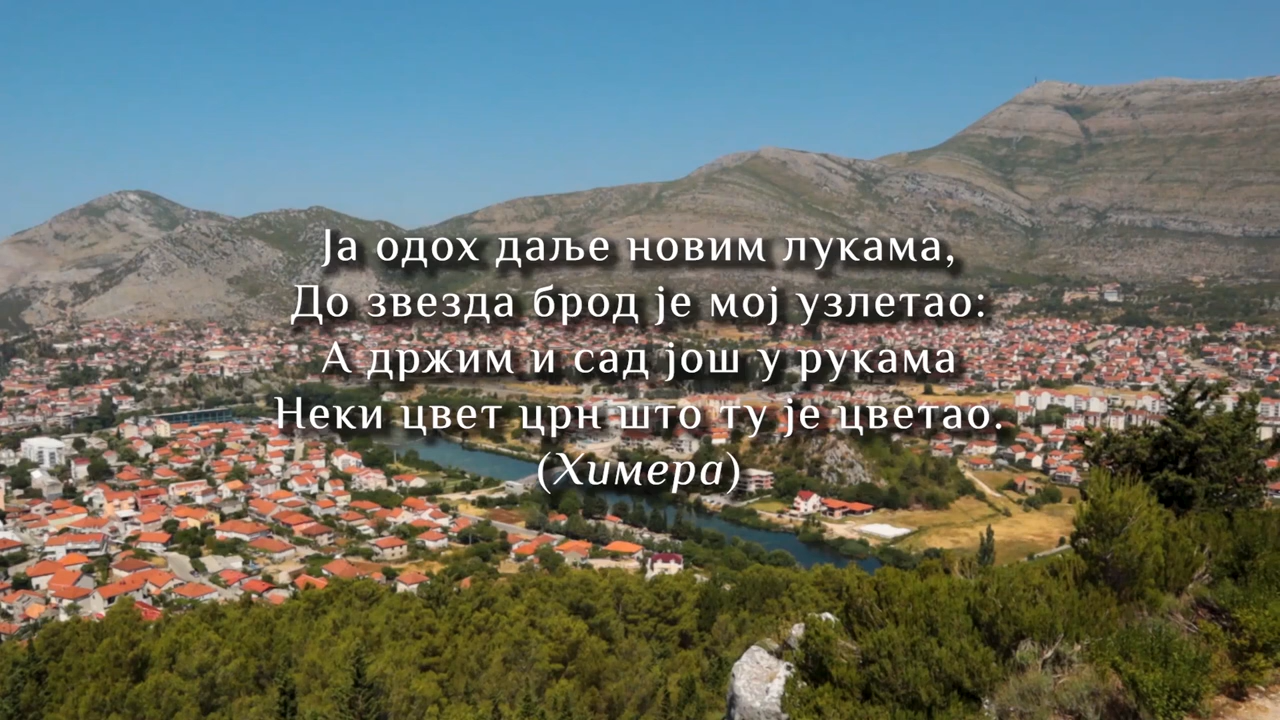 Ја одох даље новим лукама,
До звезда брод је мој узлетао:
А држим и сад још у рукама
Неки цвет црн што ту је цветао.
(Химера)